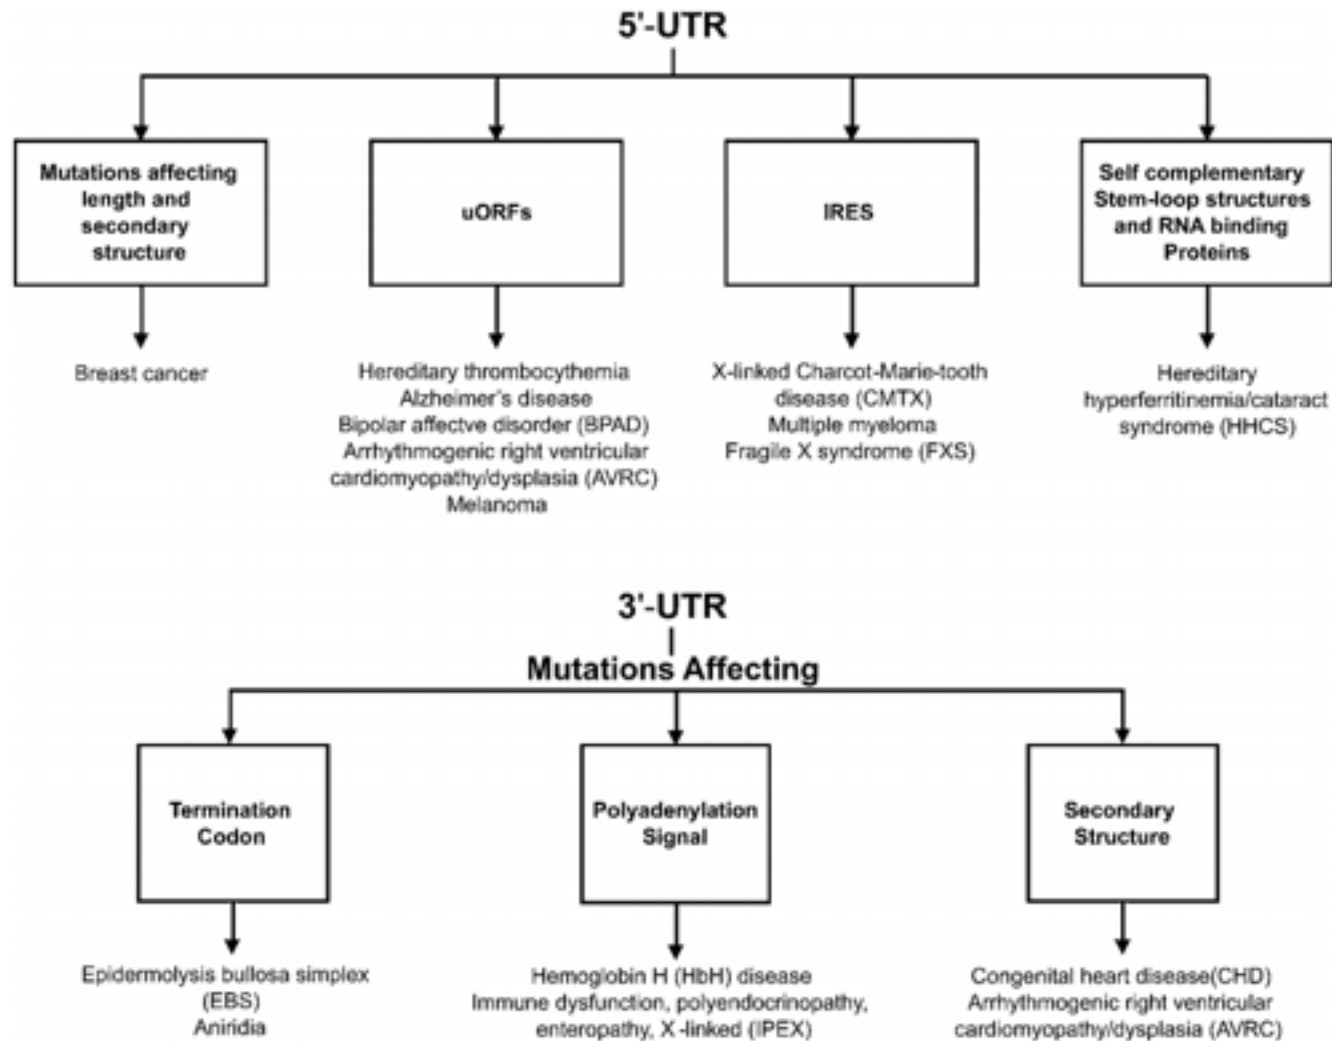 5'-UTR
Mutations affecting
length and
secondary
structure
uORFs
IRES
Self complementary
Stem-loop structures
and RNA binding
Proteins
Breast cancer
Hereditary thrombocythemia
Alzheimer's disease
Bipolar affectve disorder (BPAD)
Arrhythmogenic right ventricular
cardiomyopathy/dysplasia (AVRC)
Melanoma
X-linked Charcot-Marie-tooth
disease (CMTX)
Multiple myeloma
Fragile X syndrome (FXS)
Hereditary
hyperferritinemia/cataract
syndrome (HHCS)
3'-UTR
Mutations Affecting
Termination
Codon
Polyadenylation
Signal
Secondary
Structure
Epidermolysis bullosa simplex
(EBS)
Aniridia
Hemoglobin H (HbH) disease
Immune dysfunction, polyendocrinopathy,
enteropathy, X -linked (IPEX)
Congenital heart disease(CHD)
Arrhythmogenic right ventricular
cardiomyopathy/dysplasia (AVRC)